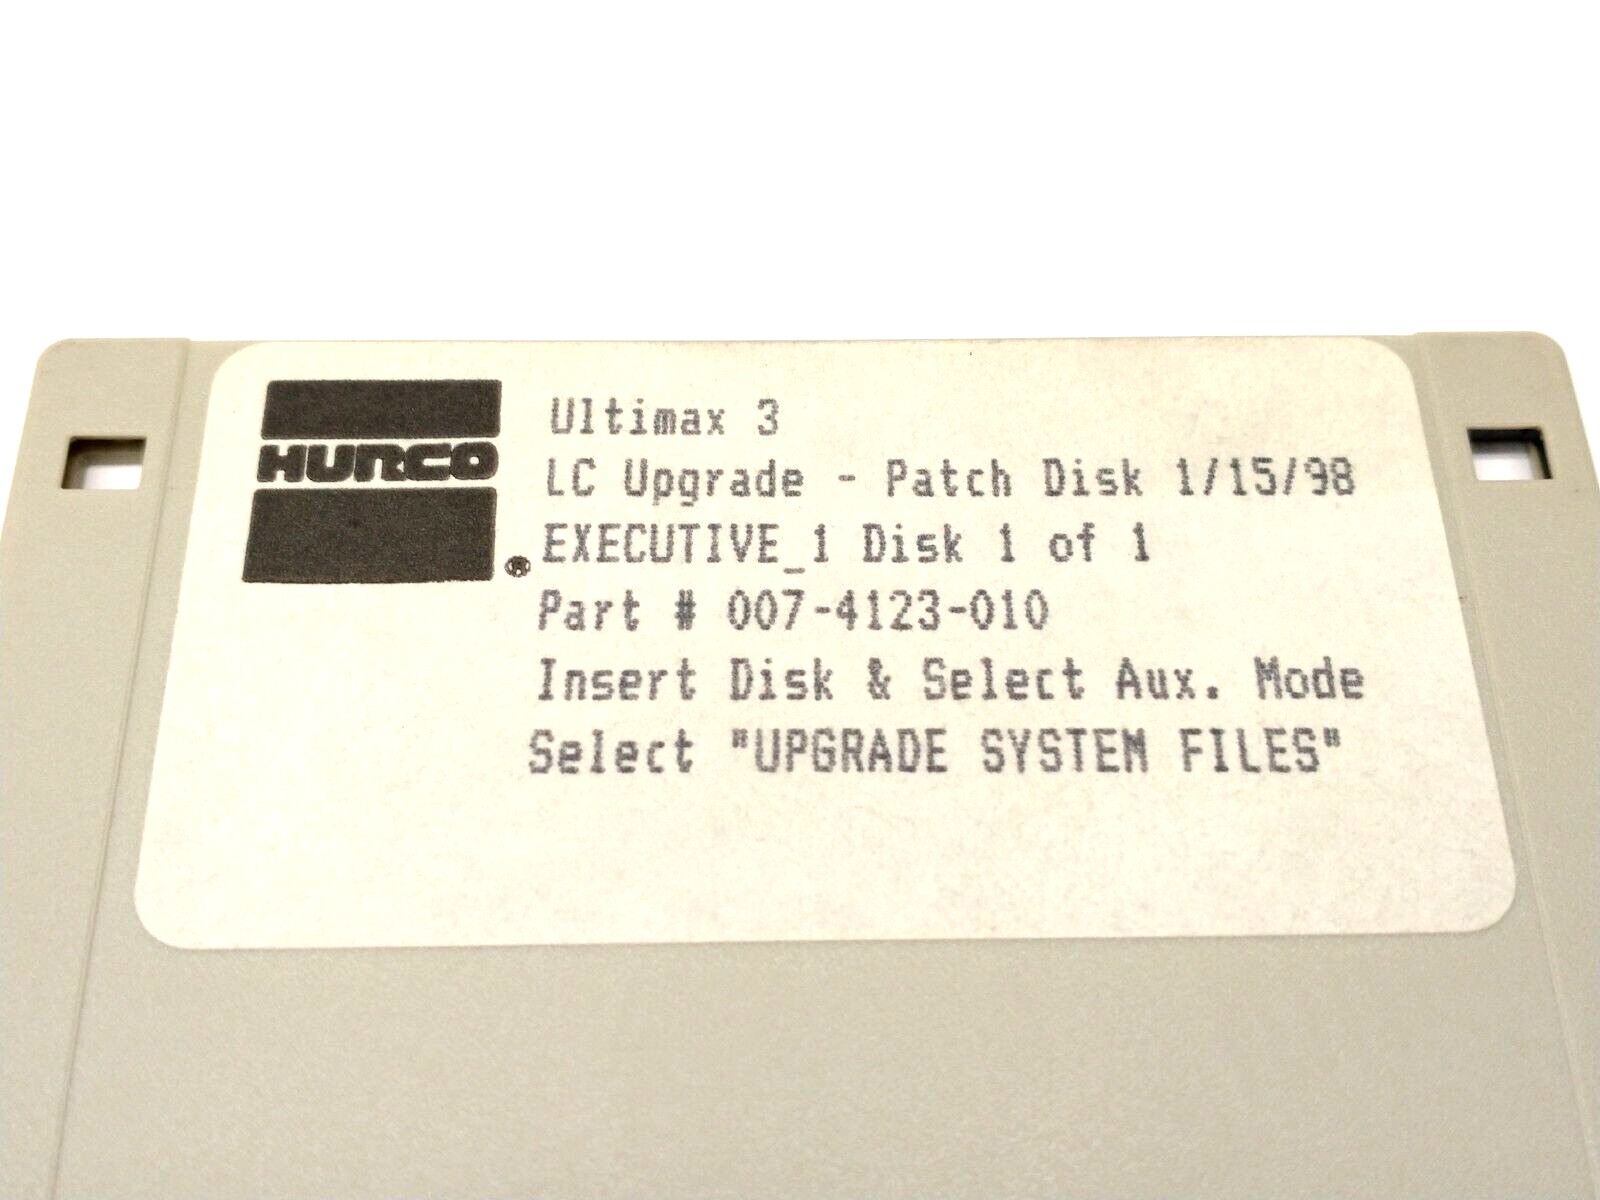 HURCO®
Ultimax 3
LC Upgrade - Patch Disk 1/15/98
EXECUTIVE_1 Disk 1 of 1
Part # 007-4123-010
Insert Disk & Select Aux. Mode
Select "UPGRADE SYSTEM FILES"